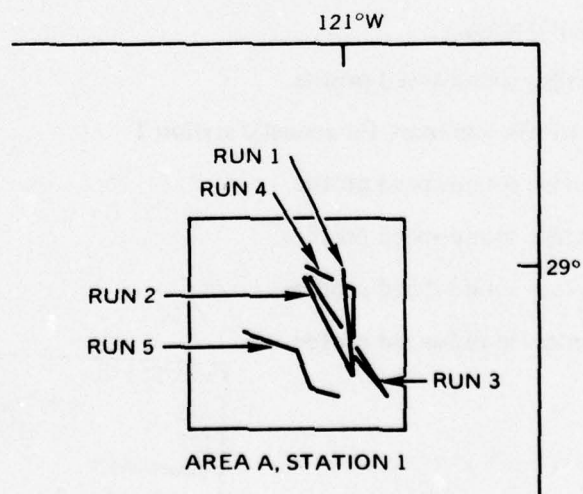 121°W
RUN 1
RUN 4
29°
RUN 2
RUN 5
RUN 3
AREA A, STATION 1